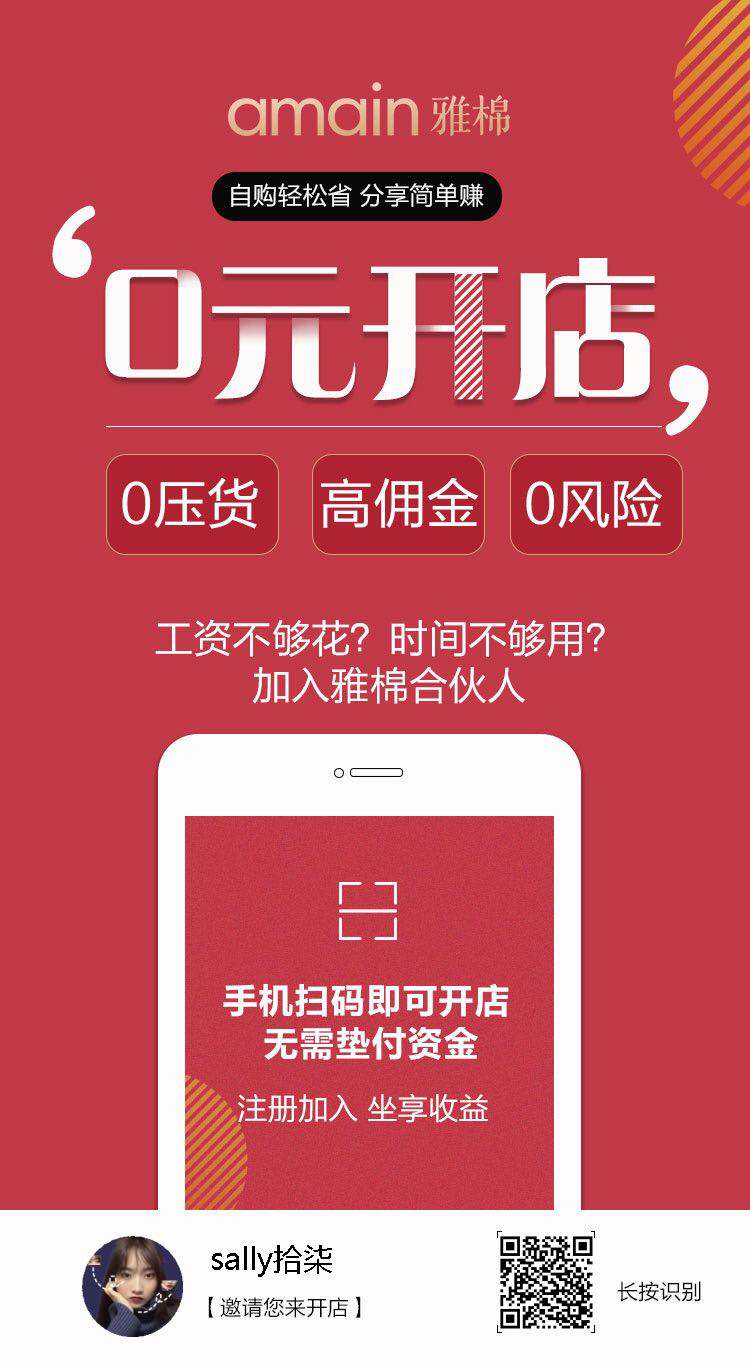 amain 雅棉
自购轻松省 分享简单赚
‘0元开店，
0压货 高佣金 0风险
工资不够花？时间不够用？
加入雅棉合伙人
手机扫码即可开店
无需垫付资金
注册加入 坐享收益
sally拾柒
【邀请您来开店】
长按识别